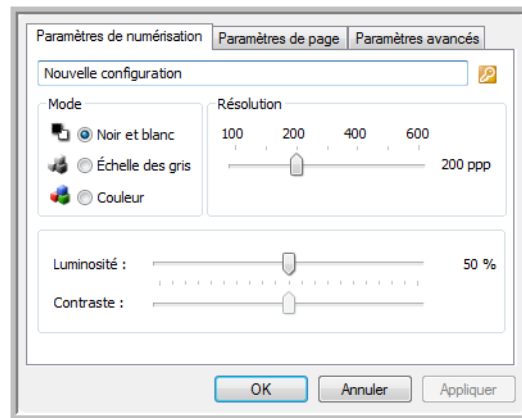 Paramètres de numérisation Paramètres de page Paramètres avancés
Nouvelle configuration
Mode
Noir et blanc
Échelle des gris
Couleur
Résolution
100 200 400 600
200 ppp
Luminosité : 50 %
Contraste :
OK Annuler Appliquer